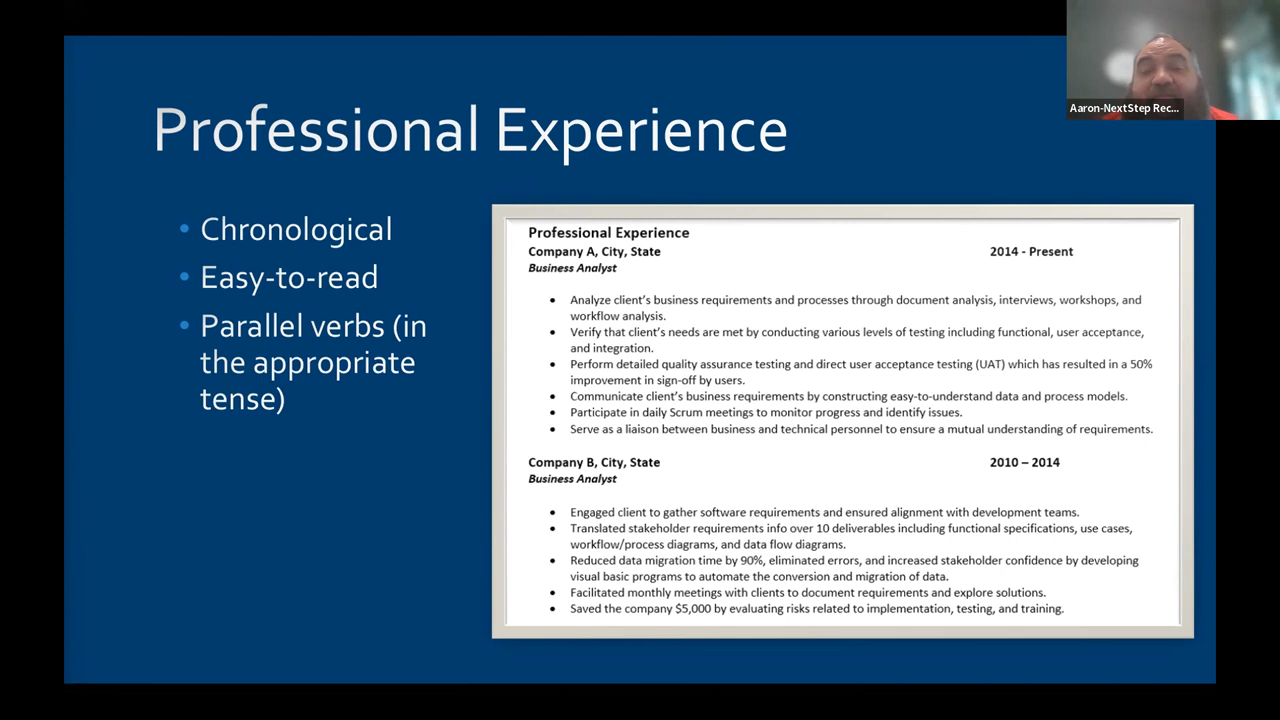 Professional Experience
Aaron-NextStep Rec...
• Chronological
• Easy-to-read
• Parallel verbs (in
the appropriate
tense)
Professional Experience
Company A, City, State 2014 - Present
Business Analyst
• Analyze client's business requirements and processes through document analysis, interviews, workshops, and
workflow analysis.
• Verify that client's needs are met by conducting various levels of testing including functional, user acceptance,
and integration.
• Perform detailed quality assurance testing and direct user acceptance testing (UAT) which has resulted in a 50%
improvement in sign-off by users.
• Communicate client's business requirements by constructing easy-to-understand data and process models.
• Participate in daily Scrum meetings to monitor progress and identify issues.
• Serve as a liaison between business and technical personnel to ensure a mutual understanding of requirements.
Company B, City, State 2010 – 2014
Business Analyst
• Engaged client to gather software requirements and ensured alignment with development teams.
• Translated stakeholder requirements info over 10 deliverables including functional specifications, use cases,
workflow/process diagrams, and data flow diagrams.
• Reduced data migration time by 90%, eliminated errors, and increased stakeholder confidence by developing
visual basic programs to automate the conversion and migration of data.
• Facilitated monthly meetings with clients to document requirements and explore solutions.
• Saved the company $5,000 by evaluating risks related to implementation, testing, and training.